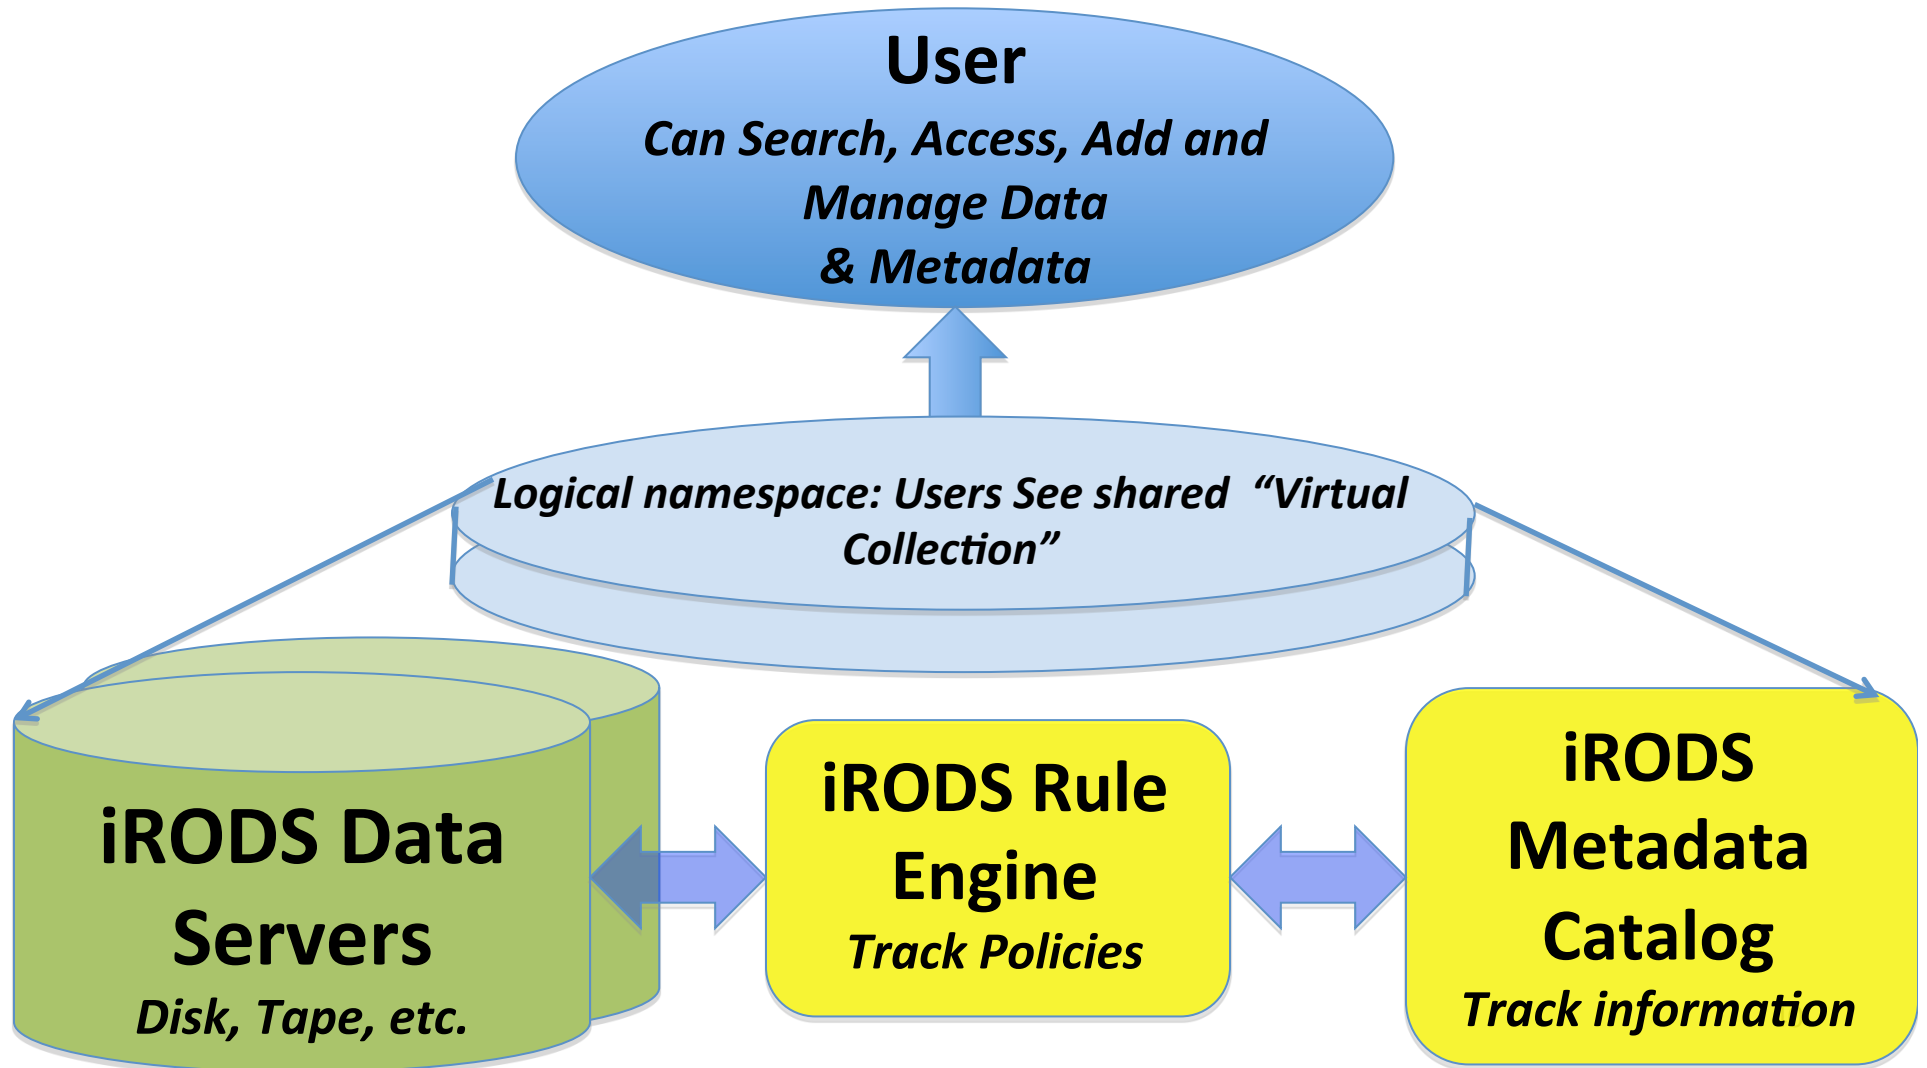 User
Can Search, Access, Add and
Manage Data
& Metadata
Logical namespace: Users See shared  “Virtual
Collection”
iRODS Data
Servers
Disk, Tape, etc.
iRODS Rule
Engine
Track Policies
iRODS
Metadata
Catalog
Track information